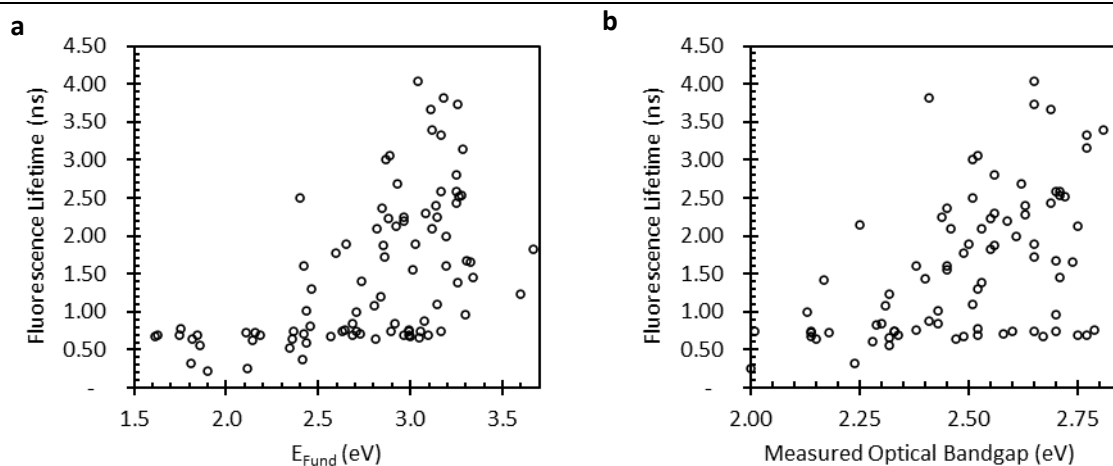 a
4.50
4.00
3.50
3.00
2.50
2.00
1.50
1.00
0.50
-
Fluorescence Lifetime (ns)
1.5 2.0 2.5 3.0 3.5
E_Fund (eV)
b
4.50
4.00
3.50
3.00
2.50
2.00
1.50
1.00
0.50
-
Fluorescence Lifetime (ns)
2.00 2.25 2.50 2.75
Measured Optical Bandgap (eV)